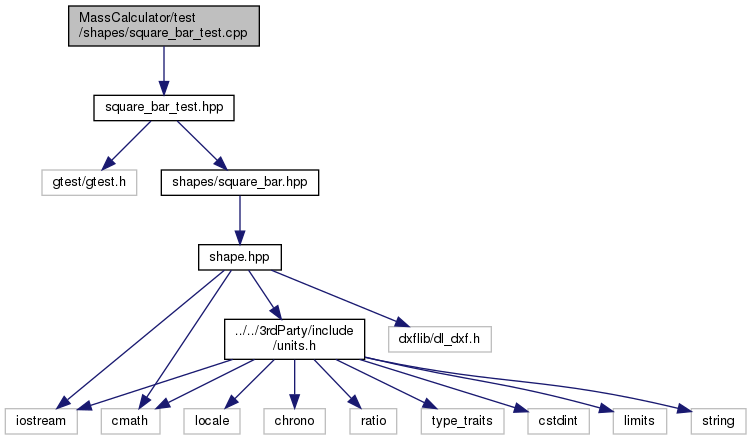 MassCalculator/test
/shapes/square_bar_test.cpp
square_bar_test.hpp
gtest/gtest.h
shapes/square_bar.hpp
shape.hpp
../../3rdParty/include
/units.h
dxflib/dl_dxf.h
iostream
cmath
locale
chrono
ratio
type_traits
cstdint
limits
string